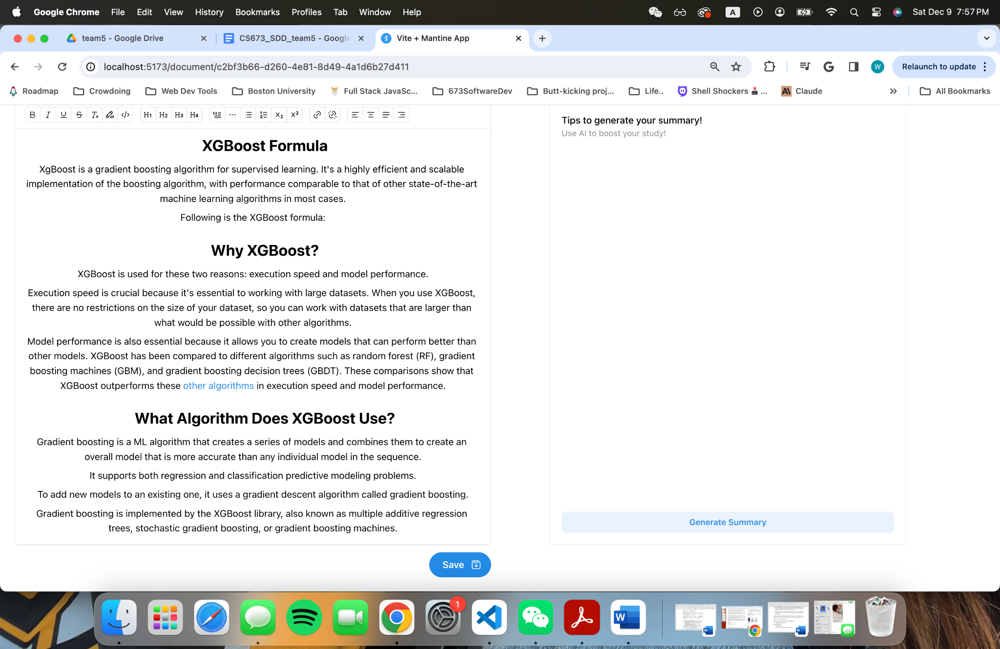 Google Chrome File Edit View History Bookmarks Profiles Tab Window Help A Sat Dec 9 7:57 PM
team5 - Google Drive CS673_SDD_team5 - Google Vite + Mantine App
localhost:5173/document/c2bf3b66-d260-4e81-8d49-4a1d6b27d411 G W Relaunch to update
Roadmap Crowdoing Web Dev Tools Boston University Full Stack JavaSc... 673SoftwareDev Butt-kicking proj... Life.. Shell Shockers ... Claude All Bookmarks
B I U S Tx </> H1 H2 H3 H4 X2 X2
XGBoost Formula
XgBoost is a gradient boosting algorithm for supervised learning. It's a highly efficient and scalable
implementation of the boosting algorithm, with performance comparable to that of other state-of-the-art
machine learning algorithms in most cases.
Following is the XGBoost formula:
Why XGBoost?
XGBoost is used for these two reasons: execution speed and model performance.
Execution speed is crucial because it's essential to working with large datasets. When you use XGBoost,
there are no restrictions on the size of your dataset, so you can work with datasets that are larger than
what would be possible with other algorithms.
Model performance is also essential because it allows you to create models that can perform better than
other models. XGBoost has been compared to different algorithms such as random forest (RF), gradient
boosting machines (GBM), and gradient boosting decision trees (GBDT). These comparisons show that
XGBoost outperforms these other algorithms in execution speed and model performance.
What Algorithm Does XGBoost Use?
Gradient boosting is a ML algorithm that creates a series of models and combines them to create an
overall model that is more accurate than any individual model in the sequence.
It supports both regression and classification predictive modeling problems.
To add new models to an existing one, it uses a gradient descent algorithm called gradient boosting.
Gradient boosting is implemented by the XGBoost library, also known as multiple additive regression
trees, stochastic gradient boosting, or gradient boosting machines.
Save
Tips to generate your summary!
Use AI to boost your study!
Generate Summary
1
W